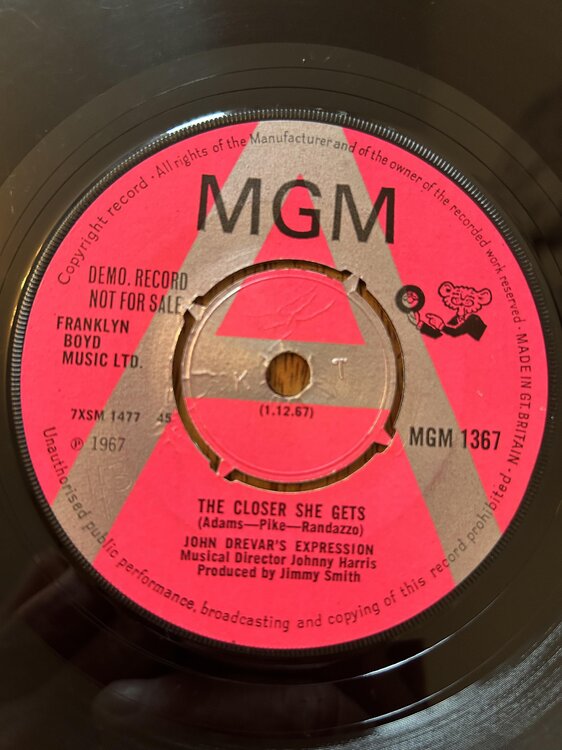 Copyright record · All rights of the Manufacturer and of the owner of the recorded work reserved · MADE IN GT. BRITAIN ·
MGM
DEMO. RECORD
NOT FOR SALE
FRANKLYN
BOYD
MUSIC LTD.
K T
7XSM 1477 45
(1.12.67)
℗ 1967
MGM 1367
THE CLOSER SHE GETS
(Adams—Pike—Randazzo)
JOHN DREVAR'S EXPRESSION
Musical Director Johnny Harris
Produced by Jimmy Smith
Unauthorised public performance, broadcasting and copying of this record prohibited ·